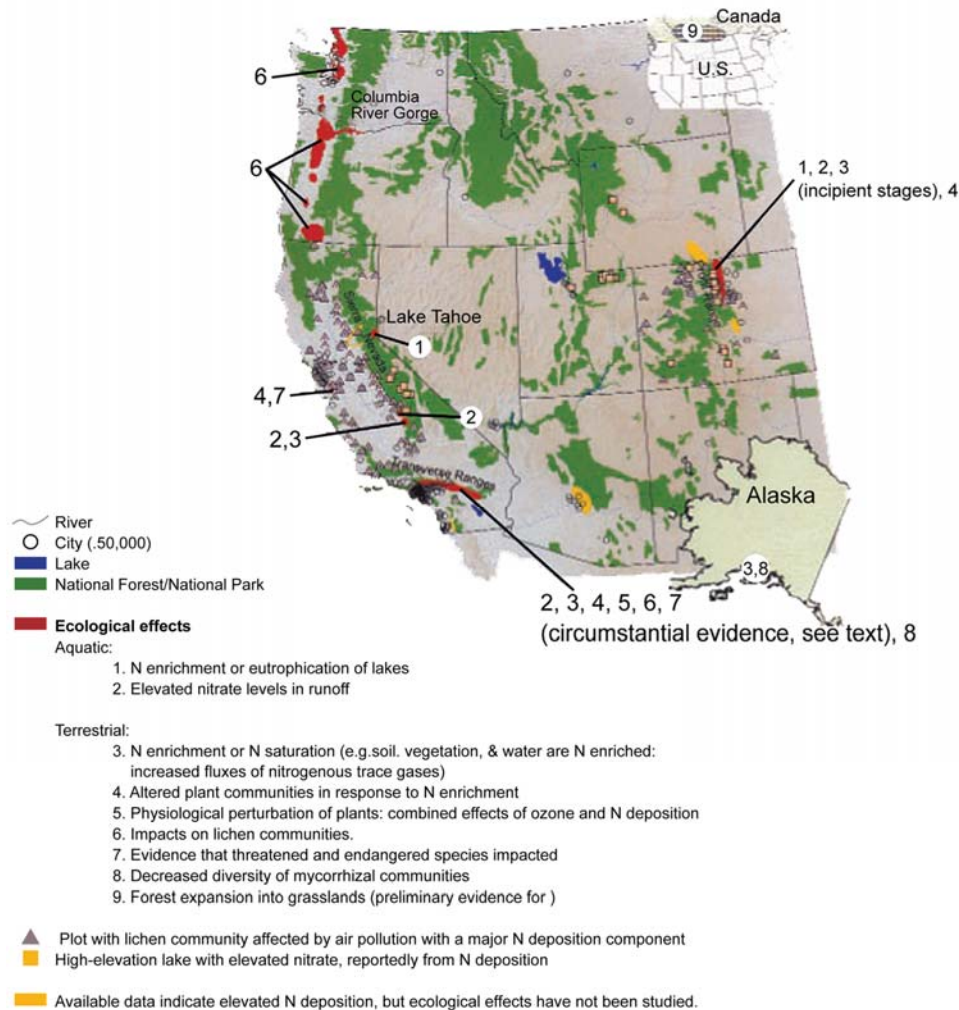 Canada
9
U.S.
6
Columbia
River Gorge
6
1, 2, 3
(incipient stages), 4
Sierra
Nevada
Lake Tahoe
1
4,7
2
2,3
Transverse Ranges
Alaska
3,8
River
City (.50,000)
Lake
National Forest/National Park
2, 3, 4, 5, 6, 7
(circumstantial evidence, see text), 8
Ecological effects
Aquatic:
1. N enrichment or eutrophication of lakes
2. Elevated nitrate levels in runoff
Terrestrial:
3. N enrichment or N saturation (e.g.soil. vegetation, & water are N enriched:
increased fluxes of nitrogenous trace gases)
4. Altered plant communities in response to N enrichment
5. Physiological perturbation of plants: combined effects of ozone and N deposition
6. Impacts on lichen communities.
7. Evidence that threatened and endangered species impacted
8. Decreased diversity of mycorrhizal communities
9. Forest expansion into grasslands (preliminary evidence for )
Plot with lichen community affected by air pollution with a major N deposition component
High-elevation lake with elevated nitrate, reportedly from N deposition
Available data indicate elevated N deposition, but ecological effects have not been studied.